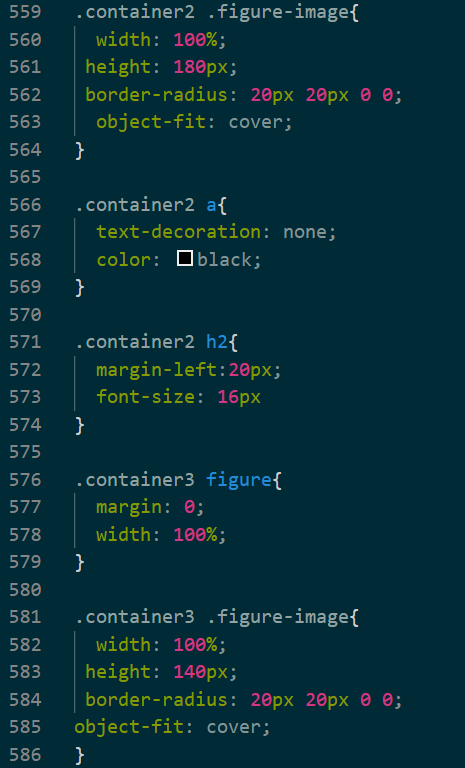 559 .container2 .figure-image{
560   width: 100%;
561  height: 180px;
562  border-radius: 20px 20px 0 0;
563   object-fit: cover;
564 }
565
566 .container2 a{
567   text-decoration: none;
568   color: black;
569 }
570
571 .container2 h2{
572   margin-left:20px;
573   font-size: 16px
574 }
575
576 .container3 figure{
577   margin: 0;
578   width: 100%;
579 }
580
581 .container3 .figure-image{
582   width: 100%;
583  height: 140px;
584  border-radius: 20px 20px 0 0;
585 object-fit: cover;
586 }